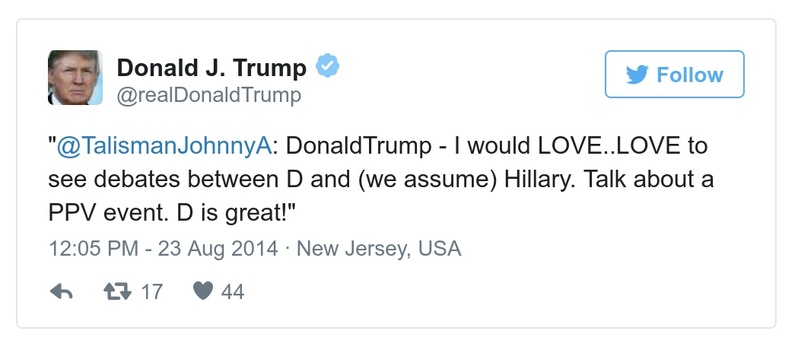 Donald J. Trump
@realDonaldTrump
Follow
"@TalismanJohnnyA: DonaldTrump - I would LOVE..LOVE to
see debates between D and (we assume) Hillary. Talk about a
PPV event. D is great!"
12:05 PM - 23 Aug 2014 · New Jersey, USA
17 44